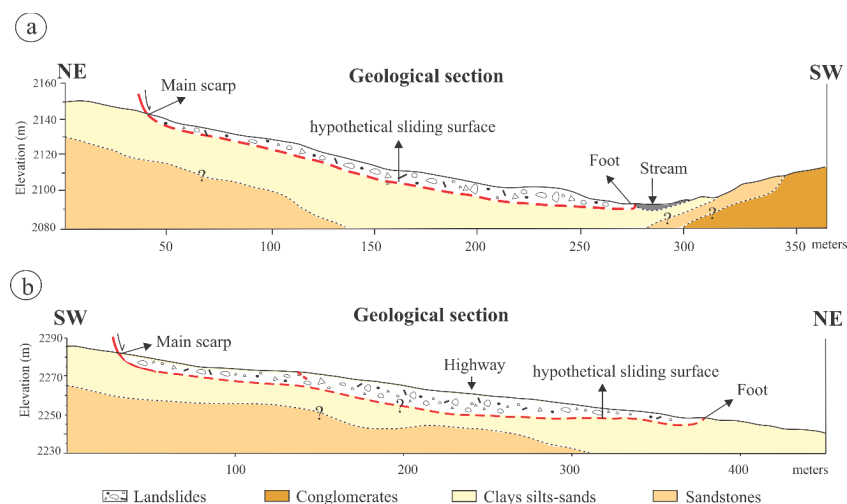 a
NE
Geological section
SW
2160
Main scarp
2140
hypothetical sliding surface
2120
Foot
Stream
2100
?
?
?
2080
Elevation (m)
50
100
150
200
250
300
350
meters
b
SW
Geological section
NE
2290
Main scarp
Highway
hypothetical sliding surface
2270
Foot
2250
?
?
2230
Elevation (m)
100
200
300
400
meters
Landslides
Conglomerates
Clays silts-sands
Sandstones